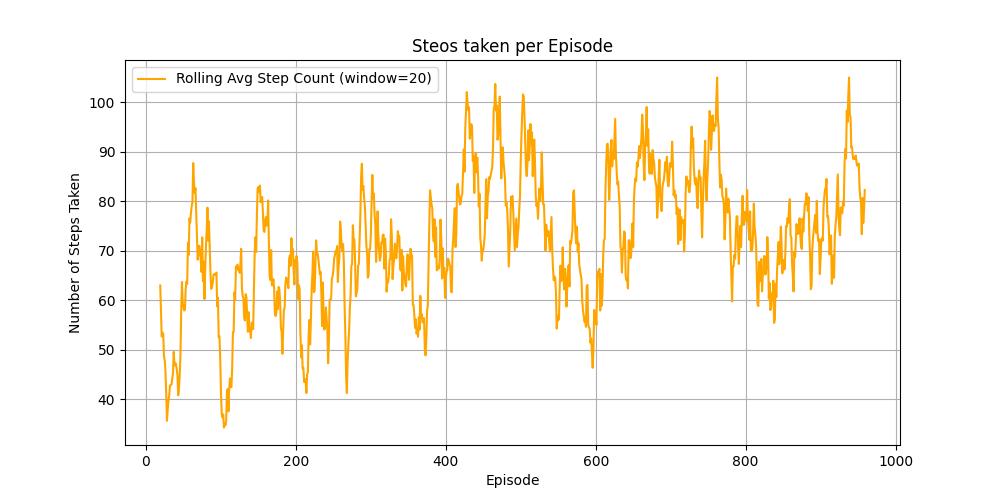 Steos taken per Episode
Rolling Avg Step Count (window=20)
Number of Steps Taken
100
90
80
70
60
50
40
0 200 400 600 800 1000
Episode